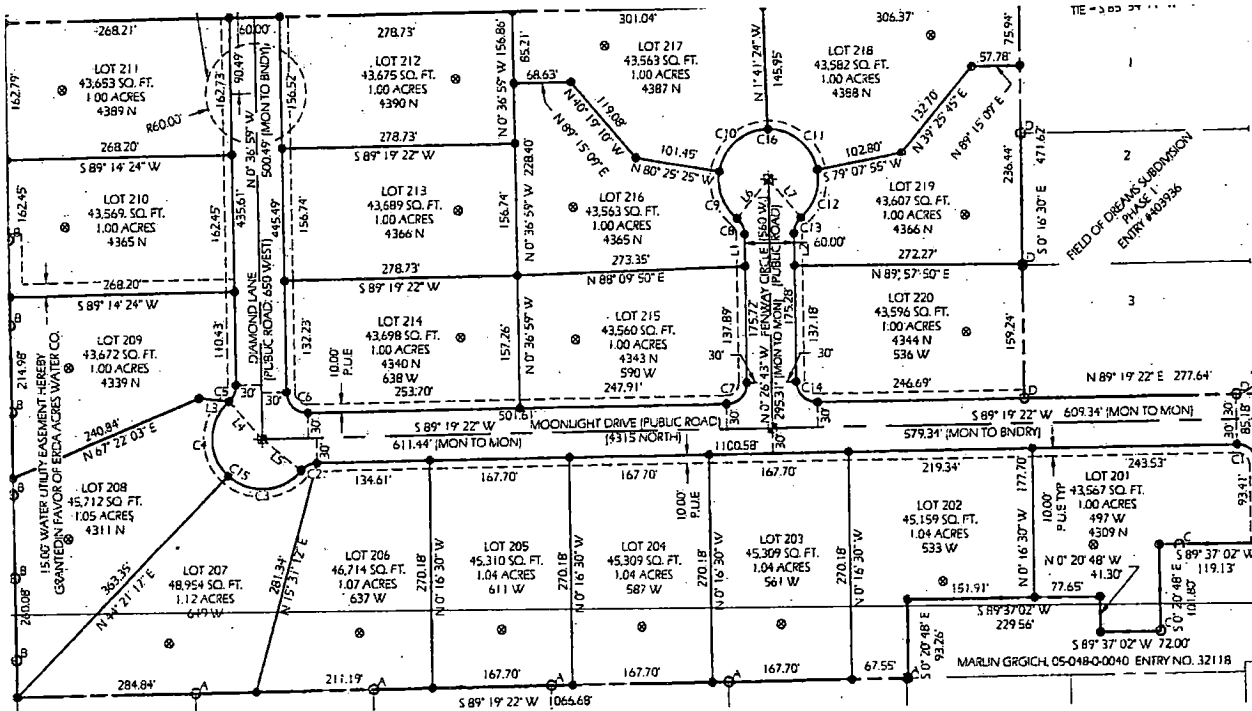 268.21'
60.00'
278.73'
301.04'
306.37'
57.78'
75.94'
162.79'
LOT 211
43,653 SQ. FT.
1.00 ACRES
4389 N
R60.00'
162.73'
90.49'
156.52'
LOT 212
43,675 SQ. FT.
1.00 ACRES
4390 N
N 0° 36' 59" W 156.86'
85.21'
68.63'
N 89° 15' 09" E
N 40° 19' 10" W
119.08'
LOT 217
43,563 SQ. FT.
1.00 ACRES
4387 N
N 1° 41' 24" W
145.95'
LOT 218
43,582 SQ. FT.
1.00 ACRES
4388 N
132.70'
N 39° 25' 45" E
N 89° 15' 09" E
1
268.20'
S 89° 14' 24" W
278.73'
S 89° 19' 22" W
101.45'
N 80° 25' 25" W
C10
C11
C16
102.80'
S 79° 07' 55" W
236.44'
S 0° 16' 30" E 471.62'
D
2
FIELD OF DREAMS SUBDIVISION
PHASE 1
ENTRY #403936
162.45'
LOT 210
43,569. SQ. FT.
1.00 ACRES
4365 N
162.45'
435.61'
N 0° 36' 59" W
500.49' (MON TO BNDY)
445.49'
156.74'
LOT 213
43,689 SQ. FT.
1.00 ACRES
4366 N
156.74'
N 0° 36' 59" W 228.40'
LOT 216
43,563 SQ. FT.
1.00 ACRES
4365 N
C9
L6
L7
C12
C8
C13
60.00'
L1
LOT 219
43,607 SQ. FT.
1.00 ACRES
4366 N
B
268.20'
S 89° 14' 24" W
278.73'
S 89° 19' 22" W
273.35'
N 88° 09' 50" E
272.27'
N 89° 57' 50" E
D
3
214.98'
LOT 209
43,672 SQ. FT.
1.00 ACRES
4339 N
110.43'
DIAMOND LANE
(PUBLIC ROAD; 650 WEST)
132.23'
LOT 214
43,698 SQ. FT.
1.00 ACRES
4340 N
638 W
253.70'
10.00'
P.U.E
157.26'
N 0° 36' 59" W
LOT 215
43,560 SQ. FT.
1.00 ACRES
4343 N
590 W
247.91'
137.89'
175.72'
N 0° 26' 43" W
295.31' (MON TO MON)
FENWAY CIRCLE (560 W.)
(PUBLIC ROAD)
175.28'
137.18'
30'
30'
LOT 220
43,596 SQ. FT.
1.00 ACRES
4344 N
536 W
246.69'
159.24'
D
N 89° 19' 22" E 277.64'
B
C5
30'
30'
C6
L3
L4
C4
L5
C7
C14
240.84'
N 67° 22' 03" E
30'
501.61'
S 89° 19' 22" W
611.44' (MON TO MON)
MOONLIGHT DRIVE (PUBLIC ROAD)
(4315 NORTH)
30'
30'
30'
S 89° 19' 22" W 609.34' (MON TO MON)
579.34' (MON TO BNDRY)
30'
30'
85.18'
1100.58'
B
15.00' WATER UTILITY EASEMENT HEREBY
GRANTED IN FAVOR OF ERDA ACRES WATER CO.
LOT 208
45,712 SQ. FT.
1.05 ACRES
4311 N
C15
C3
C2
30'
134.61'
167.70'
167.70'
167.70'
219.34'
243.53'
10.00'
P.U.E
177.70'
N 0° 16' 30" W
10.00'
P.U.E TYP
LOT 201
43,567 SQ. FT.
1.00 ACRES
497 W
4309 N
93.41'
C
S 89° 37' 02" W
119.13'
363.35'
N 44° 21' 17" E
LOT 207
48,954 SQ. FT.
1.12 ACRES
649 W
281.34'
N 15° 31' 12" E
LOT 206
46,714 SQ. FT.
1.07 ACRES
637 W
270.18'
N 0° 16' 30" W
LOT 205
45,310 SQ. FT.
1.04 ACRES
611 W
270.18'
N 0° 16' 30" W
LOT 204
45,309 SQ. FT.
1.04 ACRES
587 W
270.18'
N 0° 16' 30" W
LOT 203
45,309 SQ. FT.
1.04 ACRES
561 W
270.18'
N 0° 16' 30" W
LOT 202
45,159 SQ. FT.
1.04 ACRES
533 W
151.91'
N 0° 20' 48" W
41.30'
77.65'
S 89° 37' 02" W
229.56'
S 0° 20' 48" E
101.80'
C
B
240.08'
B
S 89° 37' 02" W 72.00'
S 0° 20' 48" E
93.26'
MARLIN GRGICH, 05-048-0-0040 ENTRY NO. 32118
284.84'
A
211.19'
A
167.70'
A
167.70'
A
167.70'
67.55'
A
S 89° 19' 22" W 1066.68'